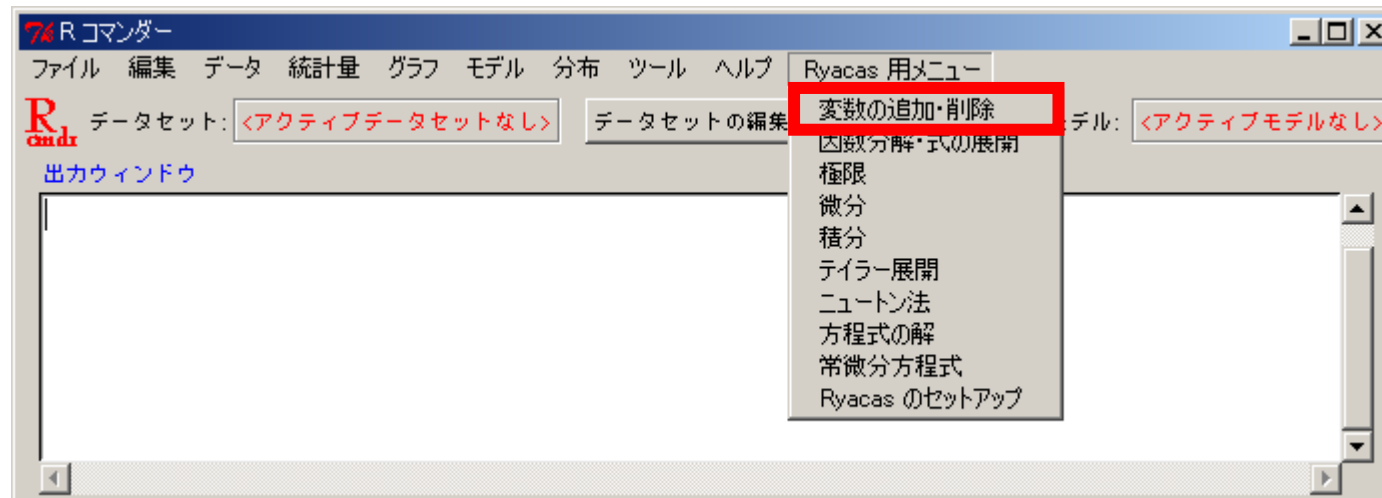 R コマンダー
ファイル 編集 データ 統計量 グラフ モデル 分布 ツール ヘルプ Ryacas 用メニュー
R cmdr データセット: <アクティブデータセットなし> データセットの編集 デル: <アクティブモデルなし>
変数の追加・削除
因数分解・式の展開
出力ウィンドウ
極限
微分
積分
テイラー展開
ニュートン法
方程式の解
常微分方程式
Ryacas のセットアップ